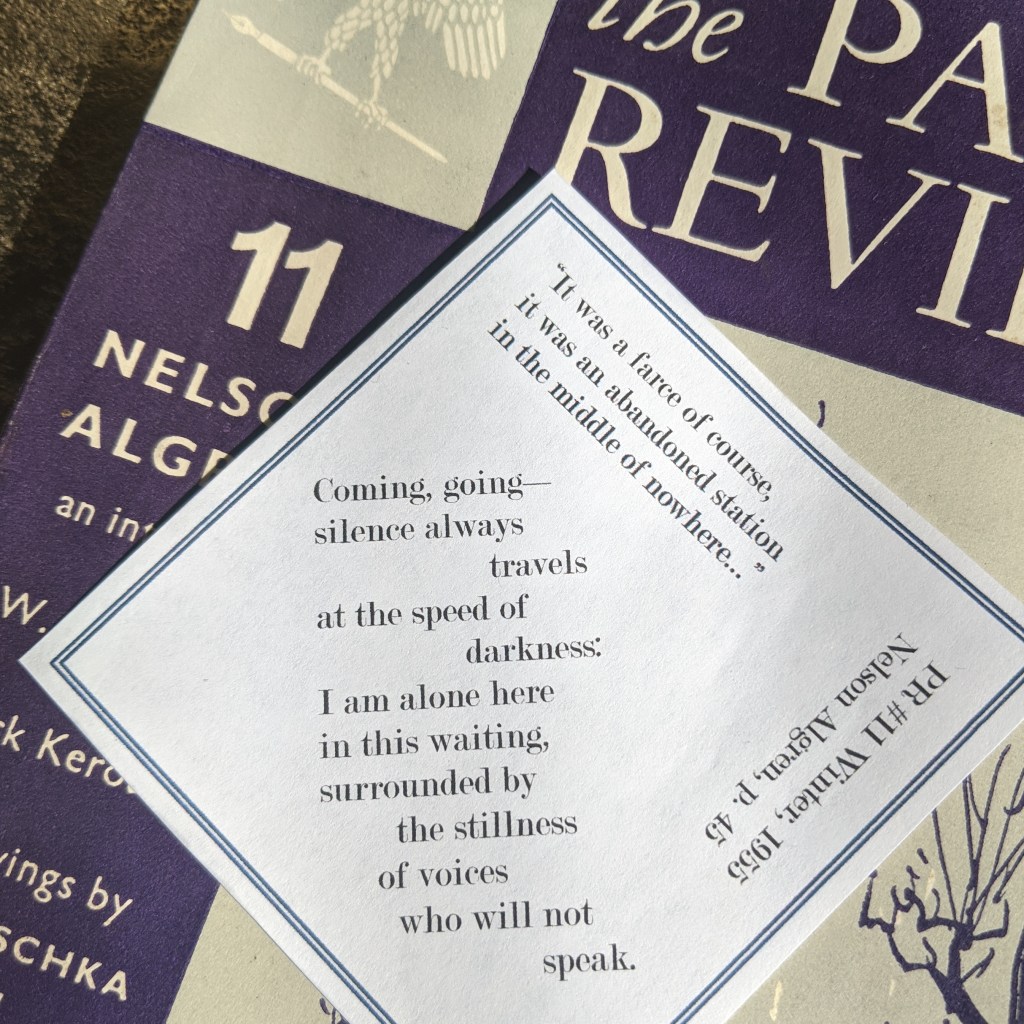 the PA
REVI
11
NELSO
ALG
an int
W.
k Kero
ings by
SCHKA
“It was a farce of course,
it was an abandoned station
in the middle of nowhere...”
Coming, going—
silence always
travels
at the speed of
darkness:
I am alone here
in this waiting,
surrounded by
the stillness
of voices
who will not
speak.
PR #11 Winter, 1955
Nelson Algren, p. 45